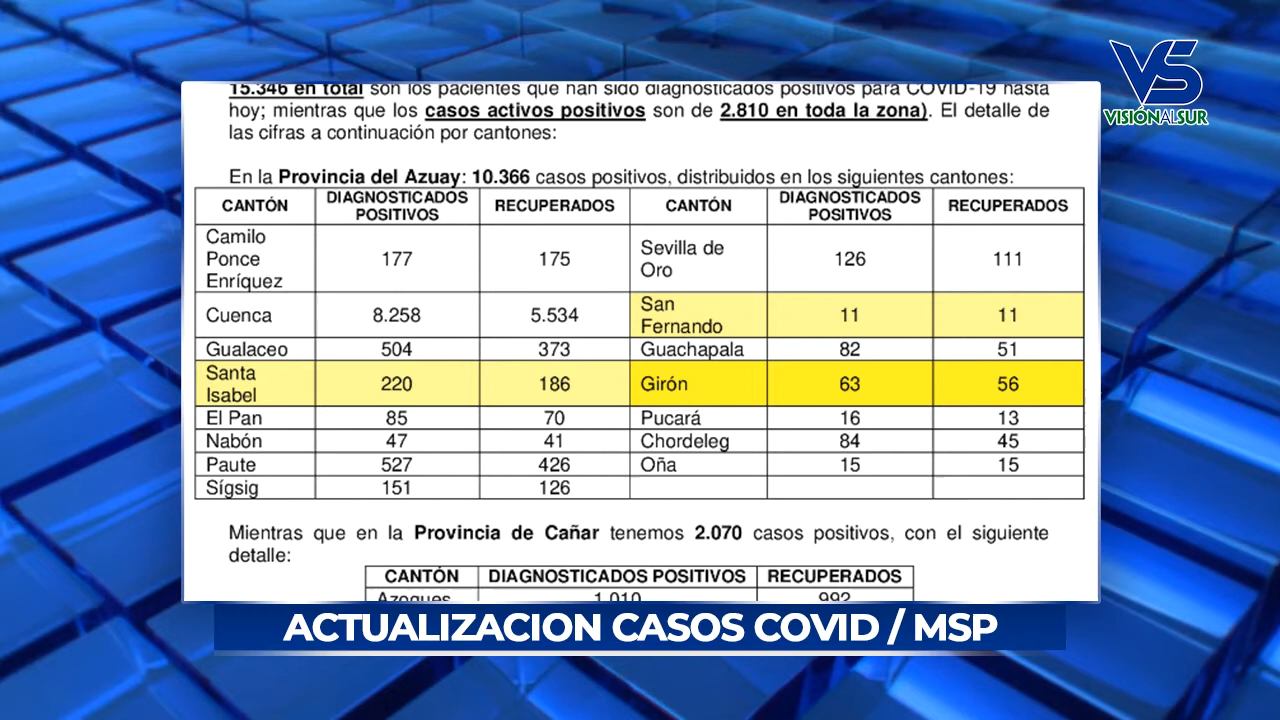 VS
VISIÓNALSUR
15.346 en total son los pacientes que han sido diagnosticados positivos para COVID-19 hasta
hoy; mientras que los casos activos positivos son de 2.810 en toda la zona). El detalle de
las cifras a continuación por cantones:
En la Provincia del Azuay: 10.366 casos positivos, distribuidos en los siguientes cantones:
CANTÓN DIAGNOSTICADOS POSITIVOS RECUPERADOS CANTÓN DIAGNOSTICADOS POSITIVOS RECUPERADOS
Camilo Ponce Enríquez 177 175 Sevilla de Oro 126 111
Cuenca 8.258 5.534 San Fernando 11 11
Gualaceo 504 373 Guachapala 82 51
Santa Isabel 220 186 Girón 63 56
El Pan 85 70 Pucará 16 13
Nabón 47 41 Chordeleg 84 45
Paute 527 426 Oña 15 15
Sígsig 151 126
Mientras que en la Provincia de Cañar tenemos 2.070 casos positivos, con el siguiente
detalle:
CANTÓN DIAGNOSTICADOS POSITIVOS RECUPERADOS
Azogues 1.010 992
ACTUALIZACION CASOS COVID / MSP